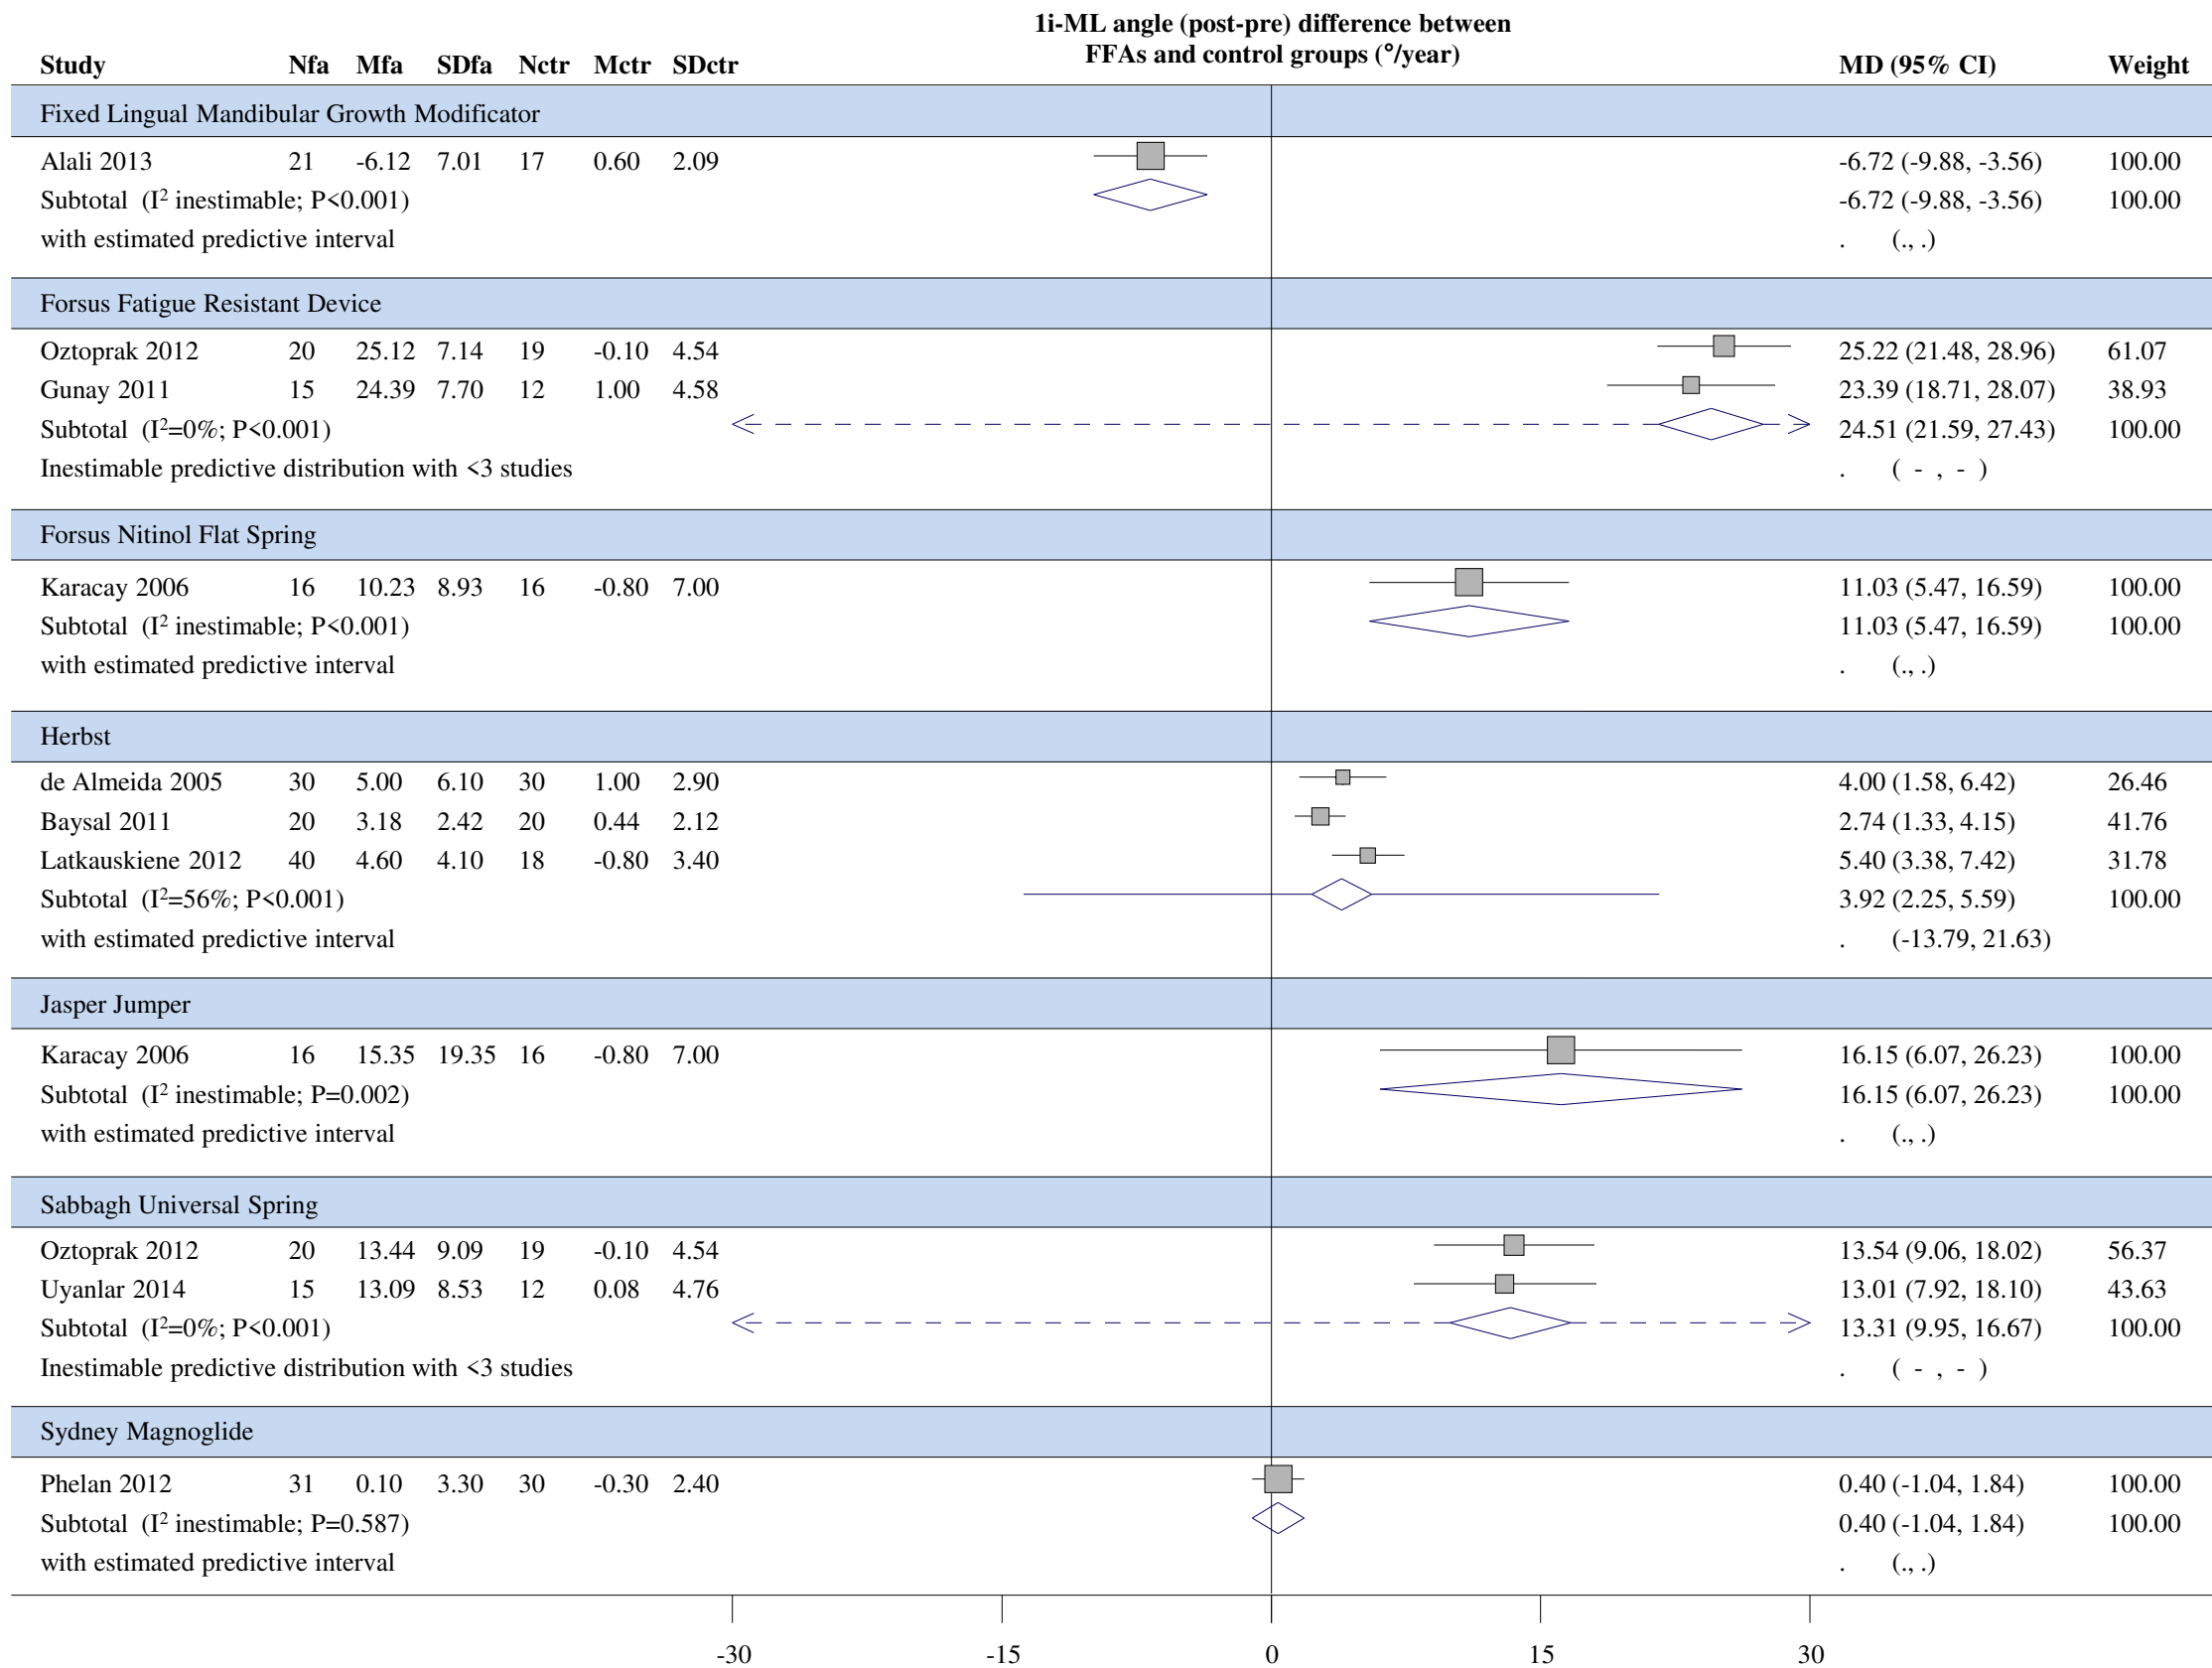 1i-ML angle (post-pre) difference between
FFAs and control groups (°/year)
Study Nfa Mfa SDfa Nctr Mctr SDctr MD (95% CI) Weight
Fixed Lingual Mandibular Growth Modificator
Alali 2013 21 -6.12 7.01 17 0.60 2.09 -6.72 (-9.88, -3.56) 100.00
Subtotal (I² inestimable; P<0.001) -6.72 (-9.88, -3.56) 100.00
with estimated predictive interval . (., .)
Forsus Fatigue Resistant Device
Oztoprak 2012 20 25.12 7.14 19 -0.10 4.54 25.22 (21.48, 28.96) 61.07
Gunay 2011 15 24.39 7.70 12 1.00 4.58 23.39 (18.71, 28.07) 38.93
Subtotal (I²=0%; P<0.001) 24.51 (21.59, 27.43) 100.00
Inestimable predictive distribution with <3 studies . ( - , - )
Forsus Nitinol Flat Spring
Karacay 2006 16 10.23 8.93 16 -0.80 7.00 11.03 (5.47, 16.59) 100.00
Subtotal (I² inestimable; P<0.001) 11.03 (5.47, 16.59) 100.00
with estimated predictive interval . (., .)
Herbst
de Almeida 2005 30 5.00 6.10 30 1.00 2.90 4.00 (1.58, 6.42) 26.46
Baysal 2011 20 3.18 2.42 20 0.44 2.12 2.74 (1.33, 4.15) 41.76
Latkauskiene 2012 40 4.60 4.10 18 -0.80 3.40 5.40 (3.38, 7.42) 31.78
Subtotal (I²=56%; P<0.001) 3.92 (2.25, 5.59) 100.00
with estimated predictive interval . (-13.79, 21.63)
Jasper Jumper
Karacay 2006 16 15.35 19.35 16 -0.80 7.00 16.15 (6.07, 26.23) 100.00
Subtotal (I² inestimable; P=0.002) 16.15 (6.07, 26.23) 100.00
with estimated predictive interval . (., .)
Sabbagh Universal Spring
Oztoprak 2012 20 13.44 9.09 19 -0.10 4.54 13.54 (9.06, 18.02) 56.37
Uyanlar 2014 15 13.09 8.53 12 0.08 4.76 13.01 (7.92, 18.10) 43.63
Subtotal (I²=0%; P<0.001) 13.31 (9.95, 16.67) 100.00
Inestimable predictive distribution with <3 studies . ( - , - )
Sydney Magnoglide
Phelan 2012 31 0.10 3.30 30 -0.30 2.40 0.40 (-1.04, 1.84) 100.00
Subtotal (I² inestimable; P=0.587) 0.40 (-1.04, 1.84) 100.00
with estimated predictive interval . (., .)
-30 -15 0 15 30